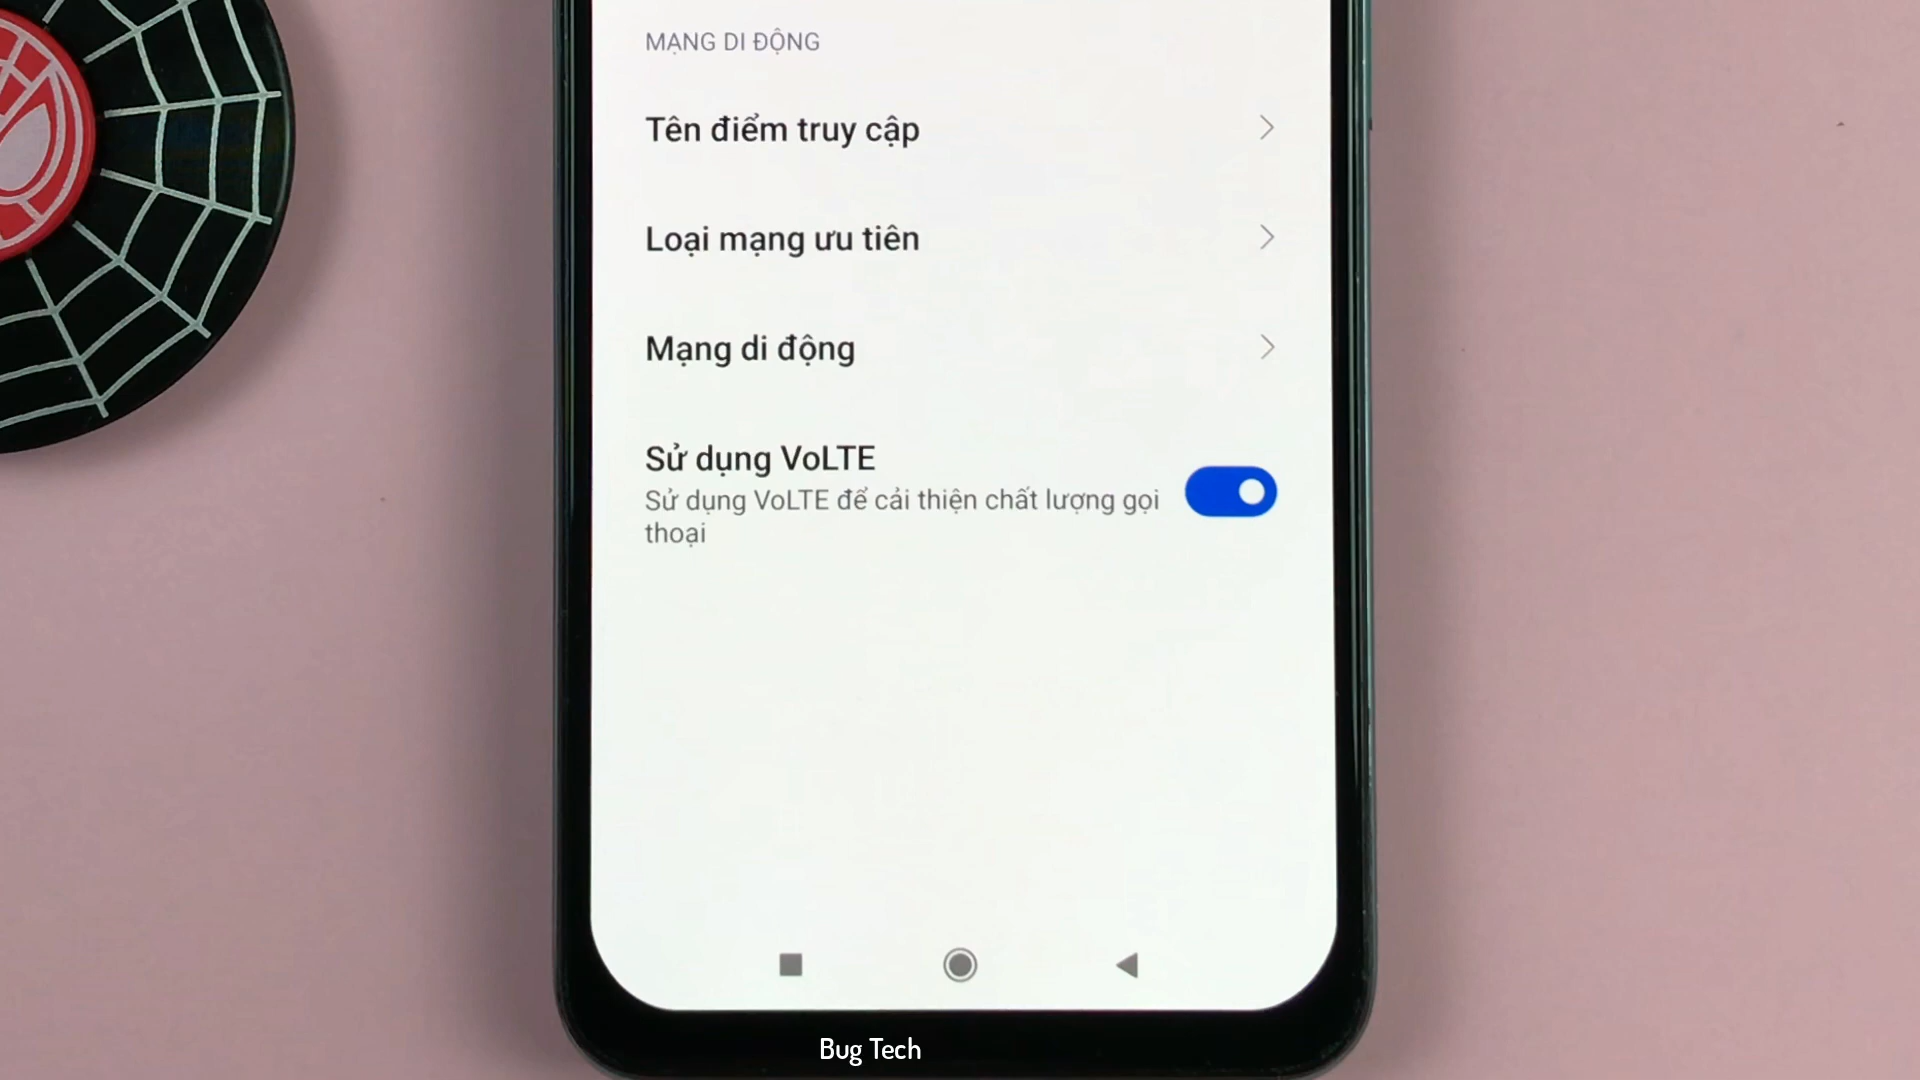 MẠNG DI ĐỘNG
Tên điểm truy cập
Loại mạng ưu tiên
Mạng di động
Sử dụng VoLTE
Sử dụng VoLTE để cải thiện chất lượng gọi
thoại
Bug Tech